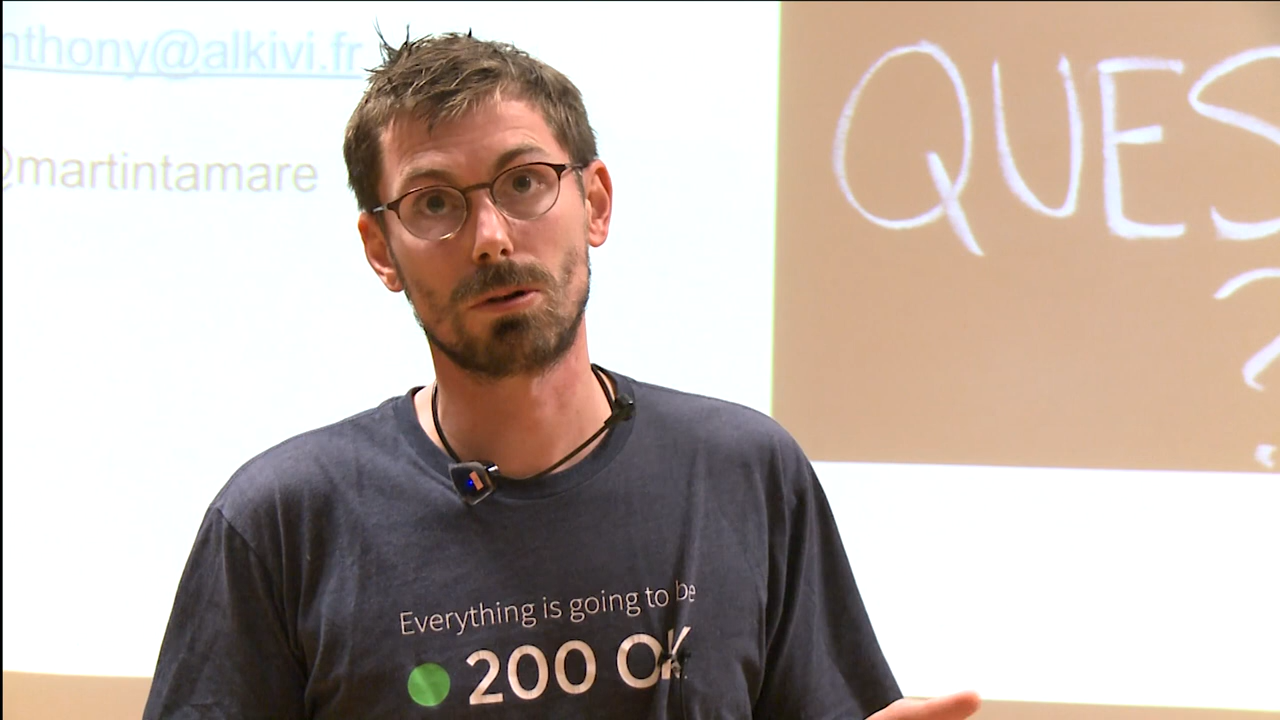 nthony@alkivi.fr
@martintamare
QUES
?
Everything is going to be
200 OK